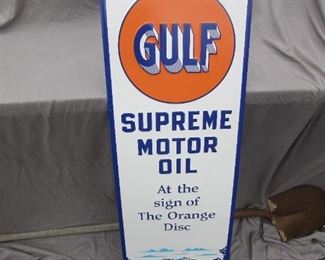 GULF
SUPREME
MOTOR
OIL
At the
sign of
The Orange
Disc